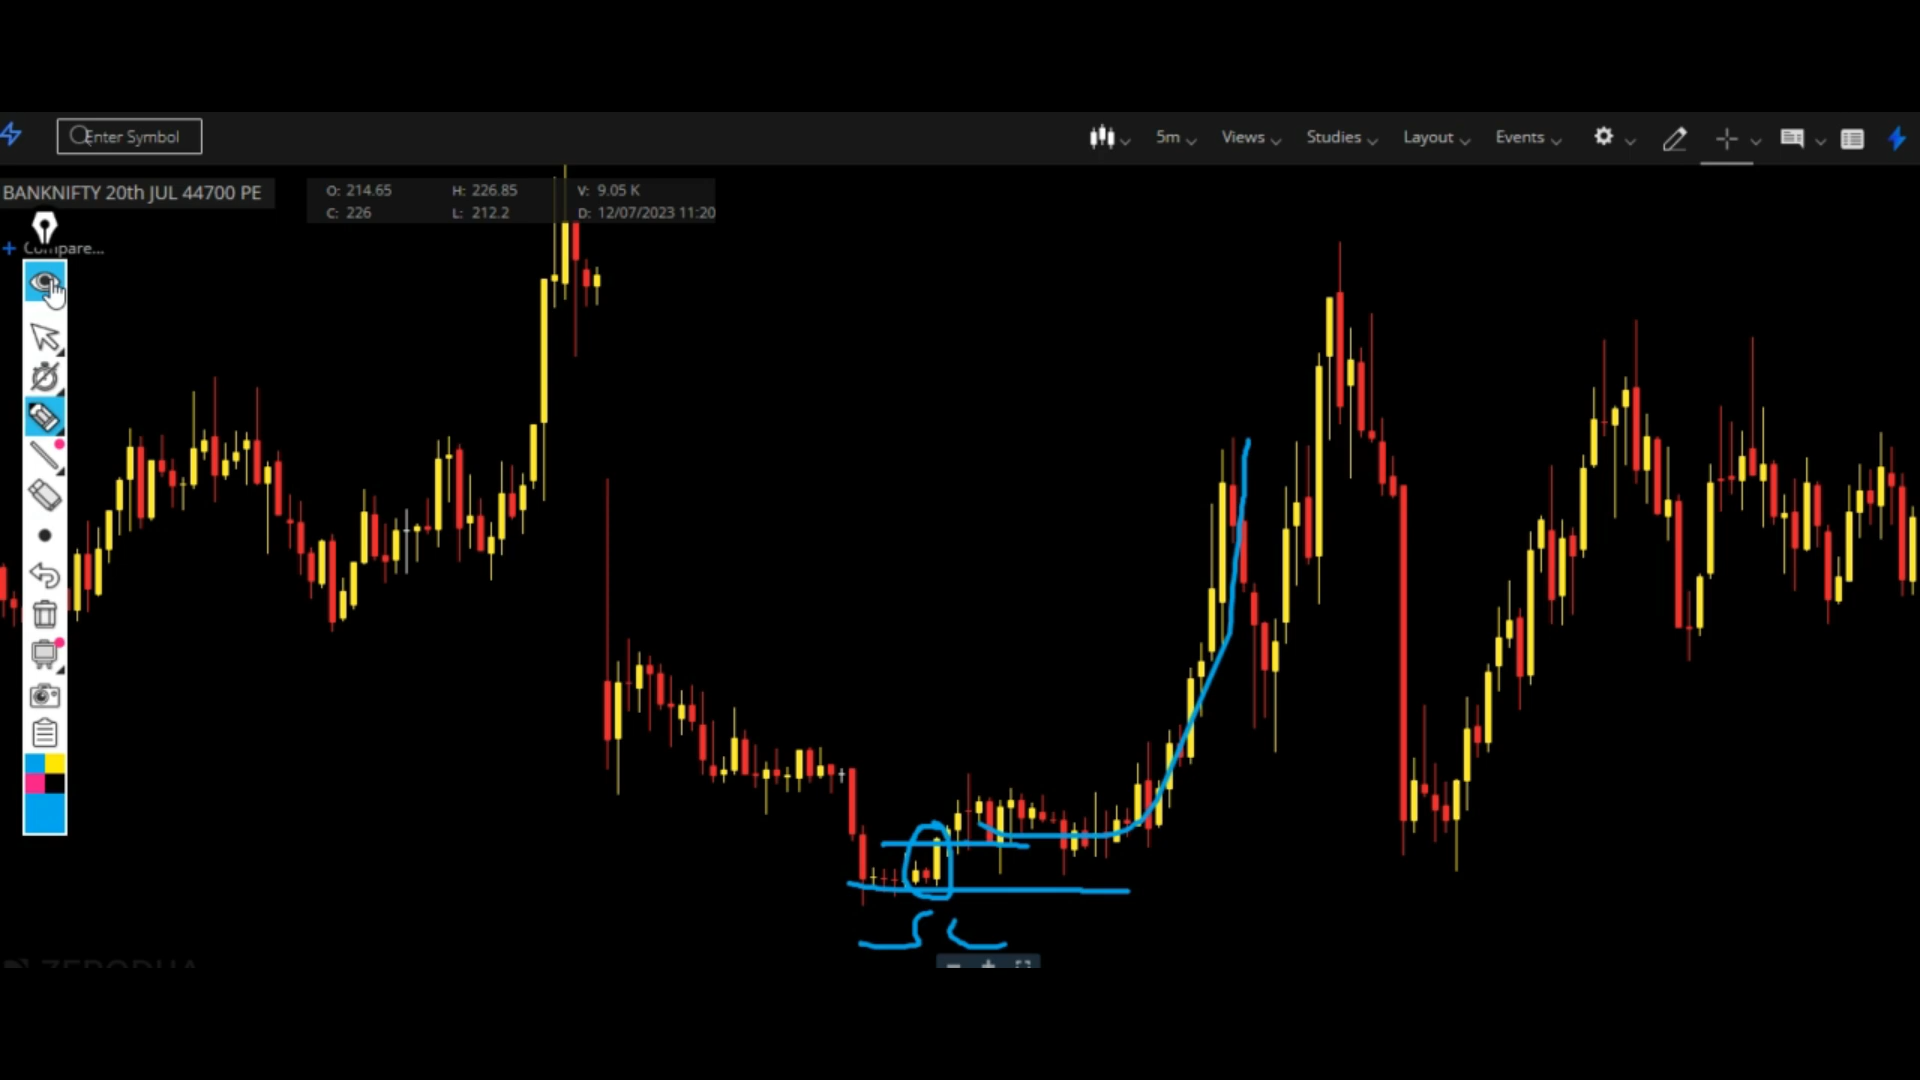 Enter Symbol
5m Views Studies Layout Events
BANKNIFTY 20th JUL 44700 PE
O: 214.65 H: 226.85 V: 9.05 K
C: 226 L: 212.2 D: 12/07/2023 11:20
+ Compare...
ZERODHA